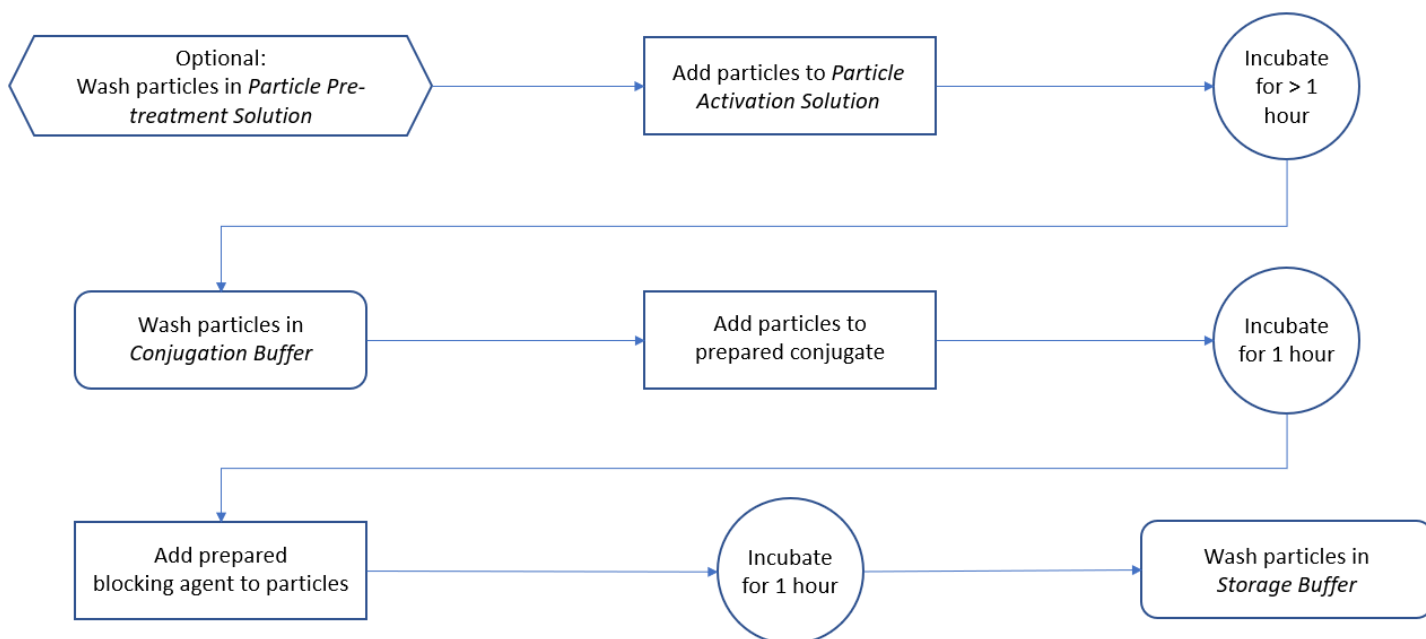 Optional:
Wash particles in Particle Pre-
treatment Solution
Add particles to Particle
Activation Solution
Incubate
for > 1
hour
Wash particles in
Conjugation Buffer
Add particles to
prepared conjugate
Incubate
for 1 hour
Add prepared
blocking agent to particles
Incubate
for 1 hour
Wash particles in
Storage Buffer